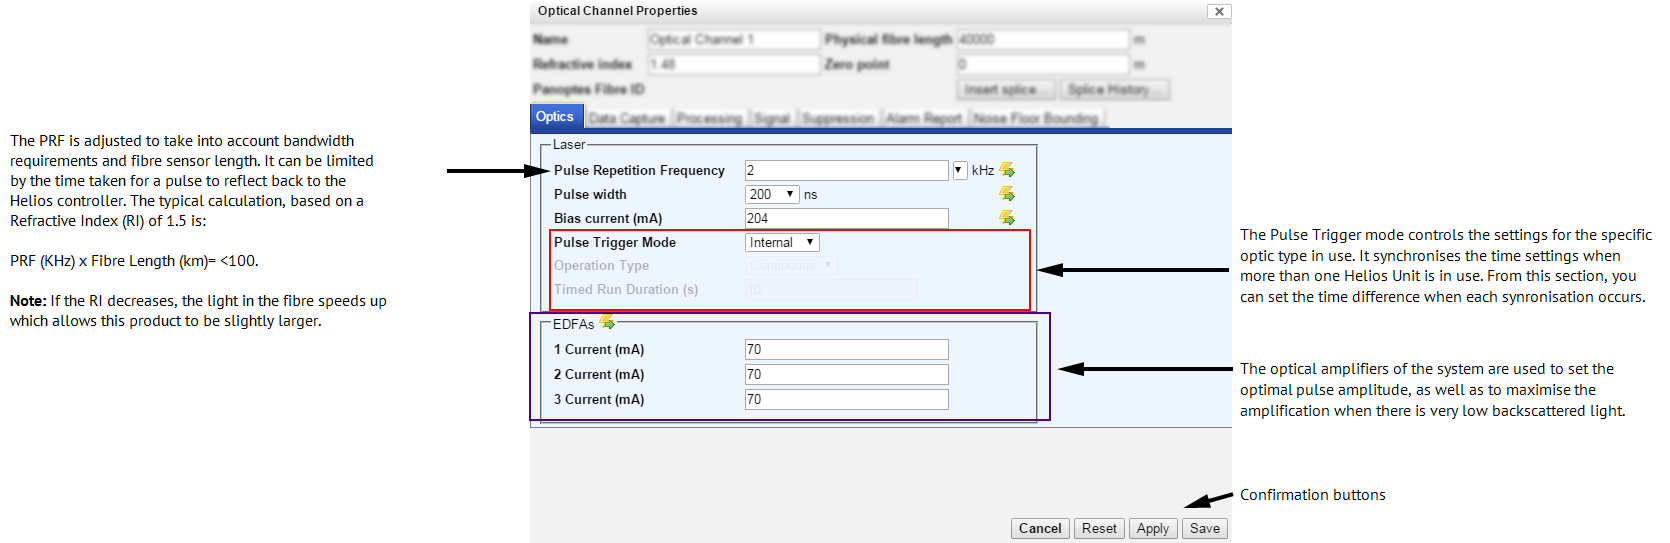 Optical Channel Properties
Name Optical Channel 1 Physical fibre length 40000 m
Refractive index 1.48 Zero point 0 m
Panoptes Fibre ID Insert splice... Splice History...
Optics Data Capture Processing Signal Suppression Alarm Report Noise Floor Bounding
The PRF is adjusted to take into account bandwidth
requirements and fibre sensor length. It can be limited
by the time taken for a pulse to reflect back to the
Helios controller. The typical calculation, based on a
Refractive Index (RI) of 1.5 is:
PRF (KHz) x Fibre Length (km)= <100.
Note: If the RI decreases, the light in the fibre speeds up
which allows this product to be slightly larger.
Laser
Pulse Repetition Frequency 2 kHz
Pulse width 200 ns
Bias current (mA) 204
Pulse Trigger Mode Internal
Operation Type Continuous
Timed Run Duration (s) 10
EDFAs
1 Current (mA) 70
2 Current (mA) 70
3 Current (mA) 70
The Pulse Trigger mode controls the settings for the specific
optic type in use. It synchronises the time settings when
more than one Helios Unit is in use. From this section, you
can set the time difference when each synronisation occurs.
The optical amplifiers of the system are used to set the
optimal pulse amplitude, as well as to maximise the
amplification when there is very low backscattered light.
Confirmation buttons
Cancel Reset Apply Save